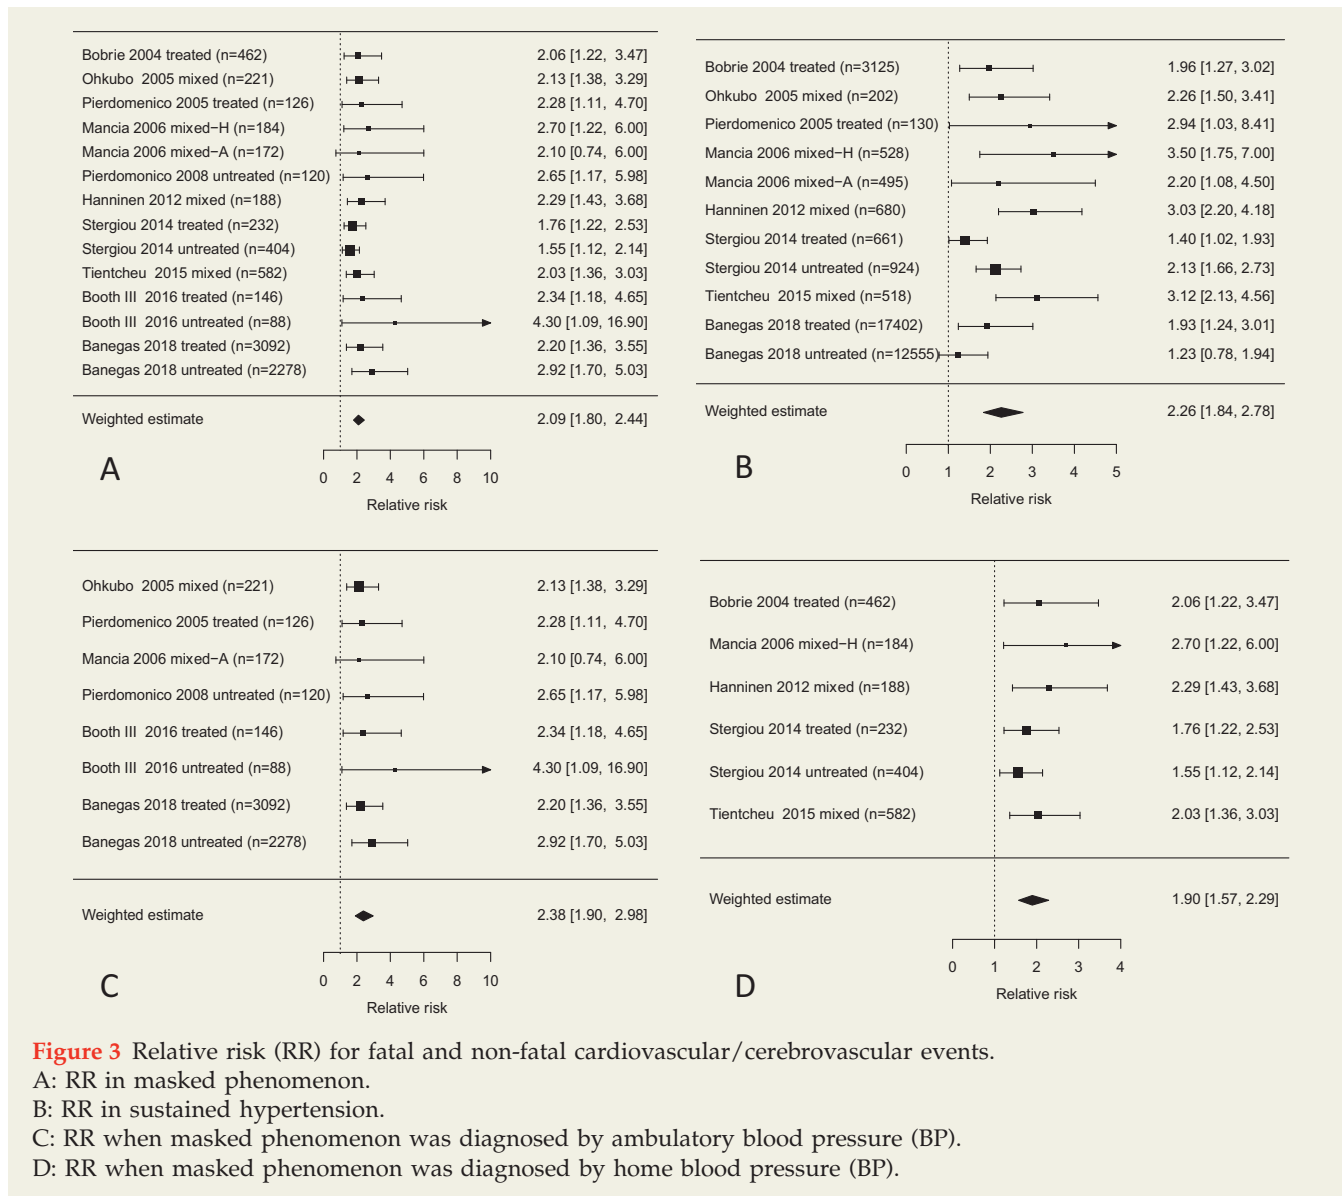 Bobrie 2004 treated (n=462) 2.06 [1.22, 3.47]
Ohkubo 2005 mixed (n=221) 2.13 [1.38, 3.29]
Pierdomenico 2005 treated (n=126) 2.28 [1.11, 4.70]
Mancia 2006 mixed−H (n=184) 2.70 [1.22, 6.00]
Mancia 2006 mixed−A (n=172) 2.10 [0.74, 6.00]
Pierdomonico 2008 untreated (n=120) 2.65 [1.17, 5.98]
Hanninen 2012 mixed (n=188) 2.29 [1.43, 3.68]
Stergiou 2014 treated (n=232) 1.76 [1.22, 2.53]
Stergiou 2014 untreated (n=404) 1.55 [1.12, 2.14]
Tientcheu 2015 mixed (n=582) 2.03 [1.36, 3.03]
Booth III 2016 treated (n=146) 2.34 [1.18, 4.65]
Booth III 2016 untreated (n=88) 4.30 [1.09, 16.90]
Banegas 2018 treated (n=3092) 2.20 [1.36, 3.55]
Banegas 2018 untreated (n=2278) 2.92 [1.70, 5.03]
Weighted estimate 2.09 [1.80, 2.44]
A
0 2 4 6 8 10
Relative risk
Bobrie 2004 treated (n=3125) 1.96 [1.27, 3.02]
Ohkubo 2005 mixed (n=202) 2.26 [1.50, 3.41]
Pierdomenico 2005 treated (n=130) 2.94 [1.03, 8.41]
Mancia 2006 mixed−H (n=528) 3.50 [1.75, 7.00]
Mancia 2006 mixed−A (n=495) 2.20 [1.08, 4.50]
Hanninen 2012 mixed (n=680) 3.03 [2.20, 4.18]
Stergiou 2014 treated (n=661) 1.40 [1.02, 1.93]
Stergiou 2014 untreated (n=924) 2.13 [1.66, 2.73]
Tientcheu 2015 mixed (n=518) 3.12 [2.13, 4.56]
Banegas 2018 treated (n=17402) 1.93 [1.24, 3.01]
Banegas 2018 untreated (n=12555) 1.23 [0.78, 1.94]
Weighted estimate 2.26 [1.84, 2.78]
B
0 1 2 3 4 5
Relative risk
Ohkubo 2005 mixed (n=221) 2.13 [1.38, 3.29]
Pierdomenico 2005 treated (n=126) 2.28 [1.11, 4.70]
Mancia 2006 mixed−A (n=172) 2.10 [0.74, 6.00]
Pierdomonico 2008 untreated (n=120) 2.65 [1.17, 5.98]
Booth III 2016 treated (n=146) 2.34 [1.18, 4.65]
Booth III 2016 untreated (n=88) 4.30 [1.09, 16.90]
Banegas 2018 treated (n=3092) 2.20 [1.36, 3.55]
Banegas 2018 untreated (n=2278) 2.92 [1.70, 5.03]
Weighted estimate 2.38 [1.90, 2.98]
C
0 2 4 6 8 10
Relative risk
Bobrie 2004 treated (n=462) 2.06 [1.22, 3.47]
Mancia 2006 mixed−H (n=184) 2.70 [1.22, 6.00]
Hanninen 2012 mixed (n=188) 2.29 [1.43, 3.68]
Stergiou 2014 treated (n=232) 1.76 [1.22, 2.53]
Stergiou 2014 untreated (n=404) 1.55 [1.12, 2.14]
Tientcheu 2015 mixed (n=582) 2.03 [1.36, 3.03]
Weighted estimate 1.90 [1.57, 2.29]
D
0 1 2 3 4
Relative risk
Figure 3 Relative risk (RR) for fatal and non-fatal cardiovascular/cerebrovascular events.
A: RR in masked phenomenon.
B: RR in sustained hypertension.
C: RR when masked phenomenon was diagnosed by ambulatory blood pressure (BP).
D: RR when masked phenomenon was diagnosed by home blood pressure (BP).